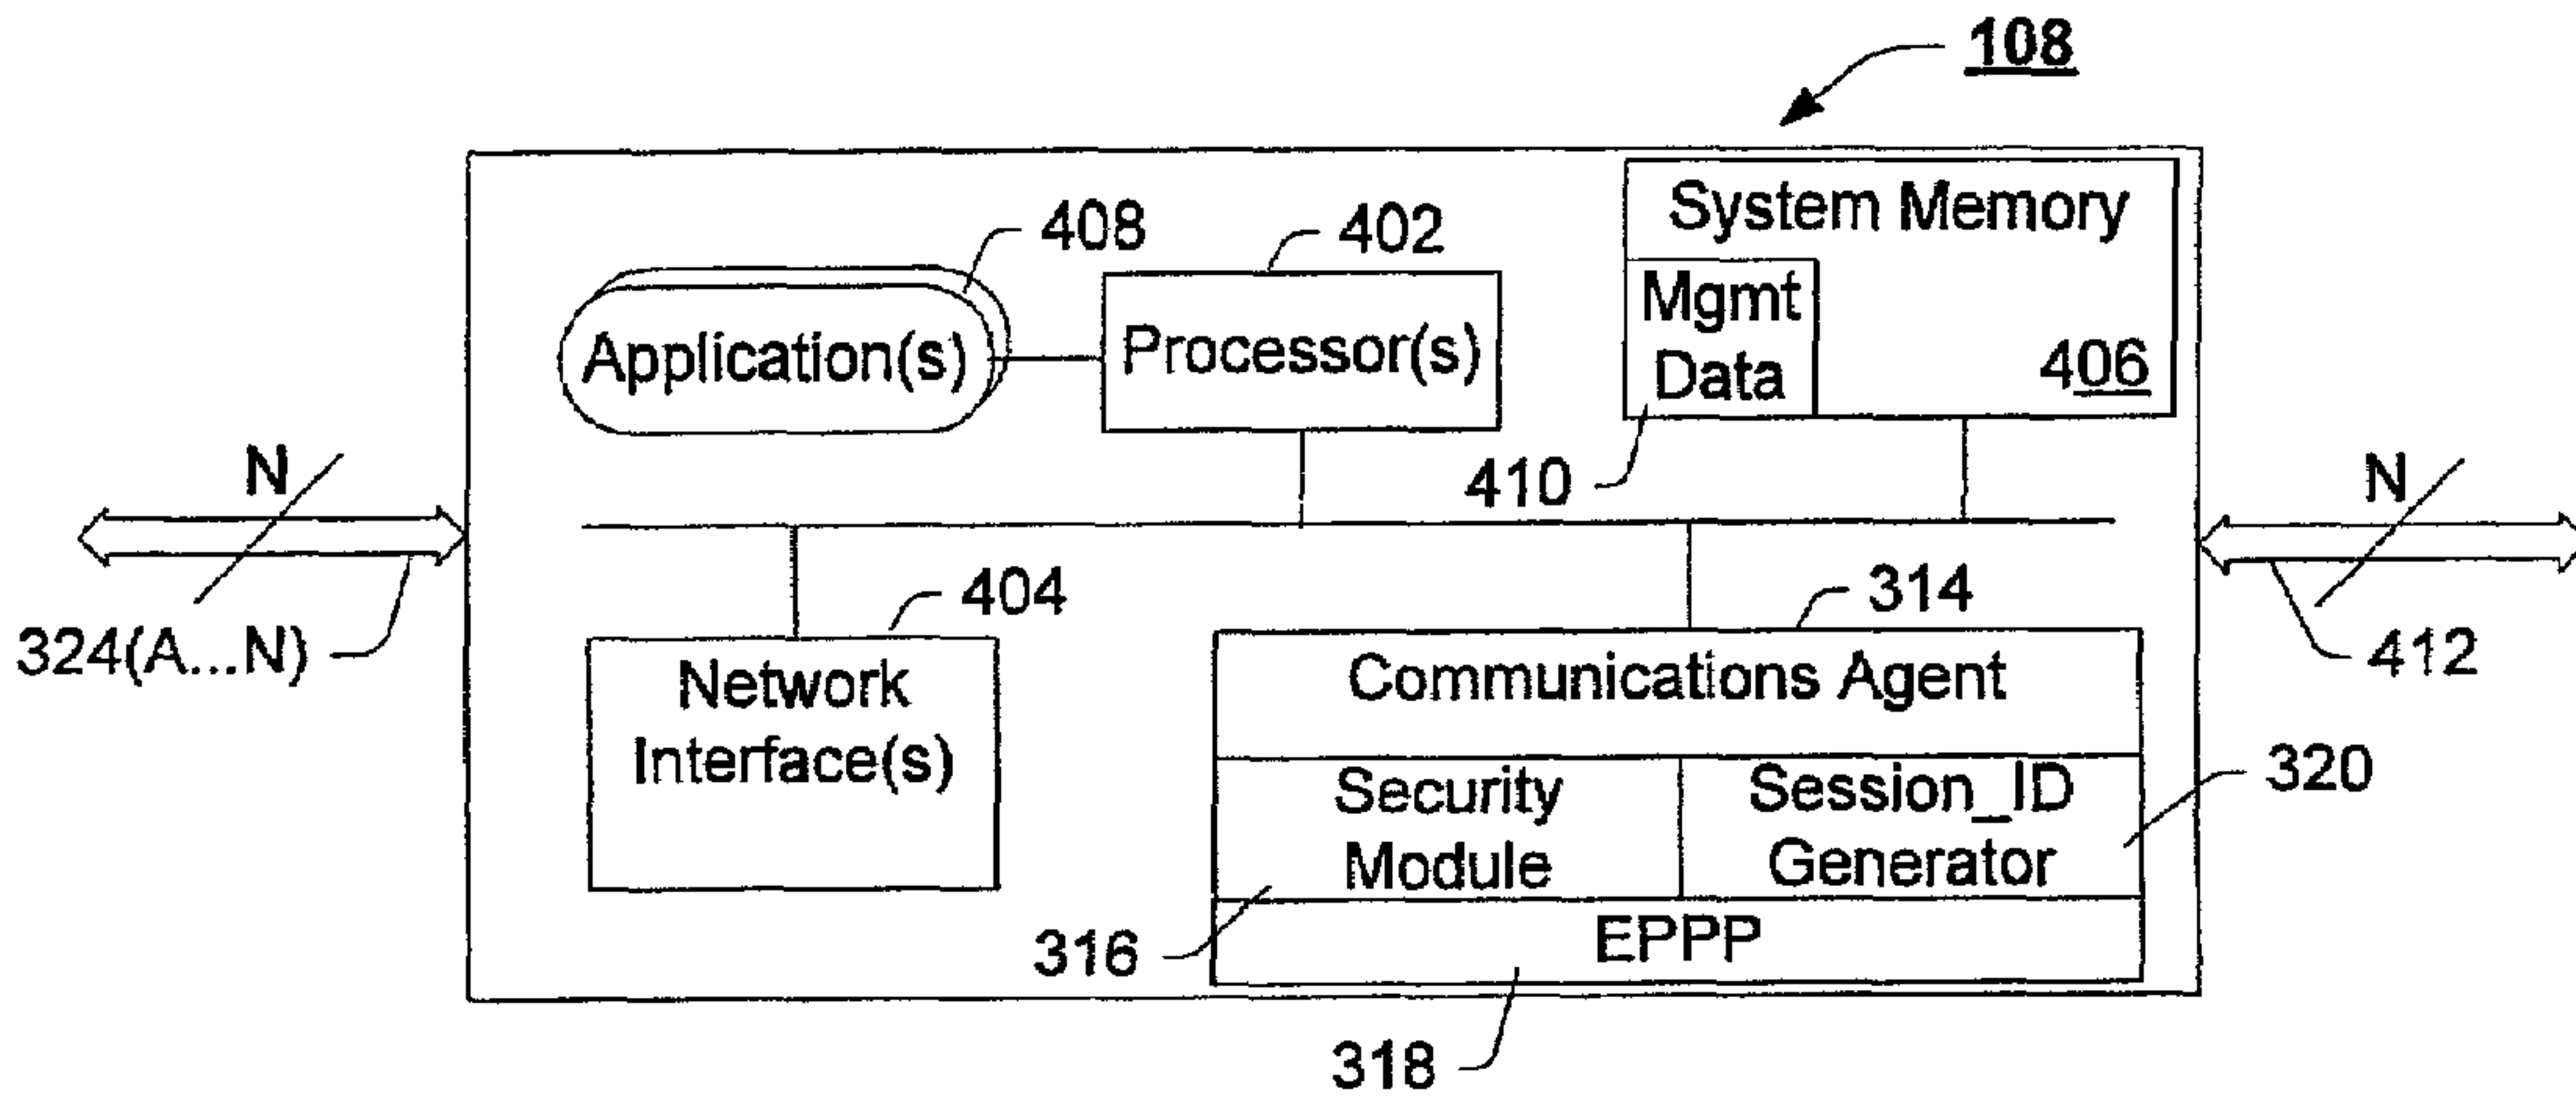 108
System Memory
408
402
Mgmt
Data
406
Application(s)
Processor(s)
N
410
N
324(A...N)
404
314
412
Network
Interface(s)
Communications Agent
Security
Module
Session_ID
Generator
320
316
EPPP
318